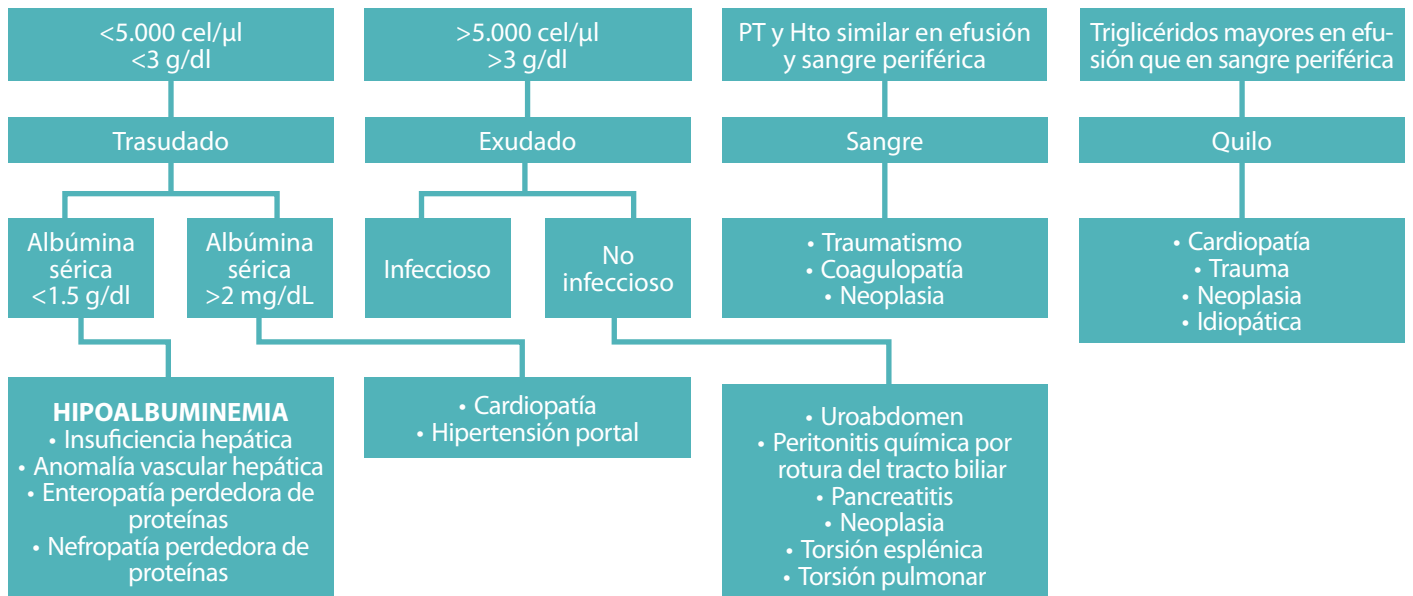 <5.000 cel/µl
<3 g/dl
>5.000 cel/µl
>3 g/dl
PT y Hto similar en efusión
y sangre periférica
Triglicéridos mayores en efu-
sión que en sangre periférica
Trasudado
Exudado
Sangre
Quilo
Albúmina
sérica
<1.5 g/dl
Albúmina
sérica
>2 mg/dL
Infeccioso
No
infeccioso
• Traumatismo
• Coagulopatía
• Neoplasia
• Cardiopatía
• Trauma
• Neoplasia
• Idiopática
HIPOALBUMINEMIA
• Insuficiencia hepática
• Anomalía vascular hepática
• Enteropatía perdedora de
proteínas
• Nefropatía perdedora de
proteínas
• Cardiopatía
• Hipertensión portal
• Uroabdomen
• Peritonitis química por
rotura del tracto biliar
• Pancreatitis
• Neoplasia
• Torsión esplénica
• Torsión pulmonar